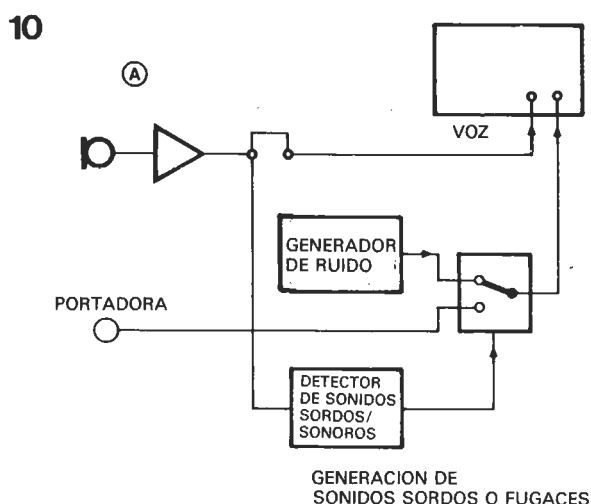 10
A
VOZ
GENERADOR
DE RUIDO
PORTADORA
DETECTOR
DE SONIDOS
SORDOS/
SONOROS
GENERACION DE
SONIDOS SORDOS O FUGACES